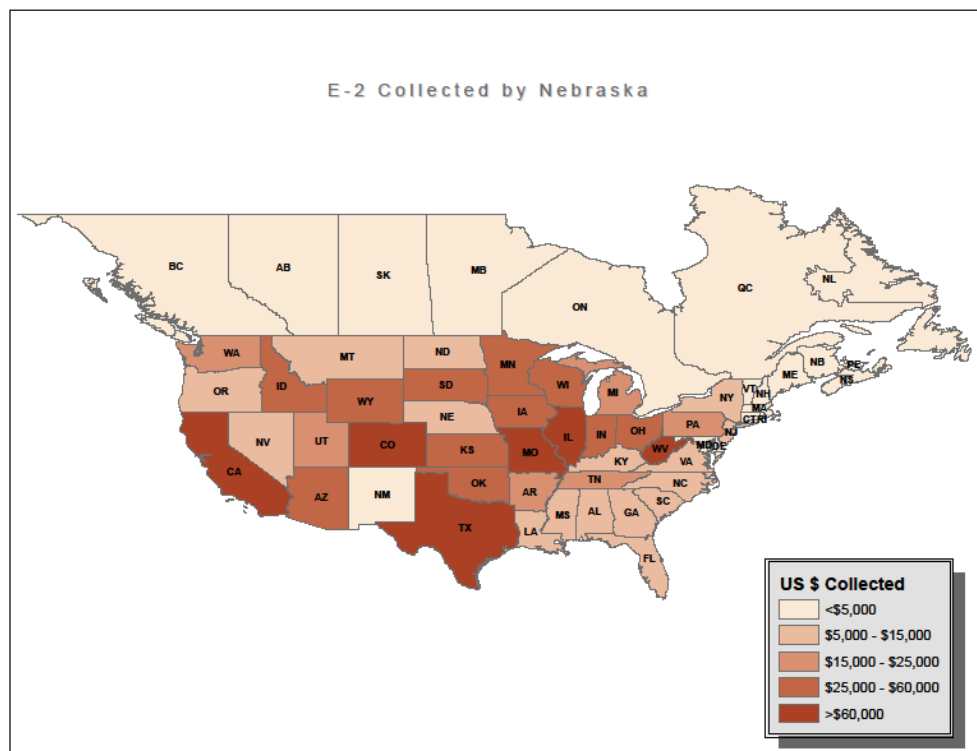 E-2 Collected by Nebraska
BC
AB
SK
MB
ON
QC
NL
WA
MT
ND
MN
ME
NB
PE
NS
VT
NH
OR
ID
WY
SD
WI
MI
NY
MA
CT RI
NV
UT
CO
NE
IA
IL
IN
OH
PA
NJ
MD DE
CA
AZ
NM
KS
MO
KY
WV
VA
OK
AR
TN
NC
SC
TX
LA
MS
AL
GA
FL
US $ Collected
<$5,000
$5,000 - $15,000
$15,000 - $25,000
$25,000 - $60,000
>$60,000